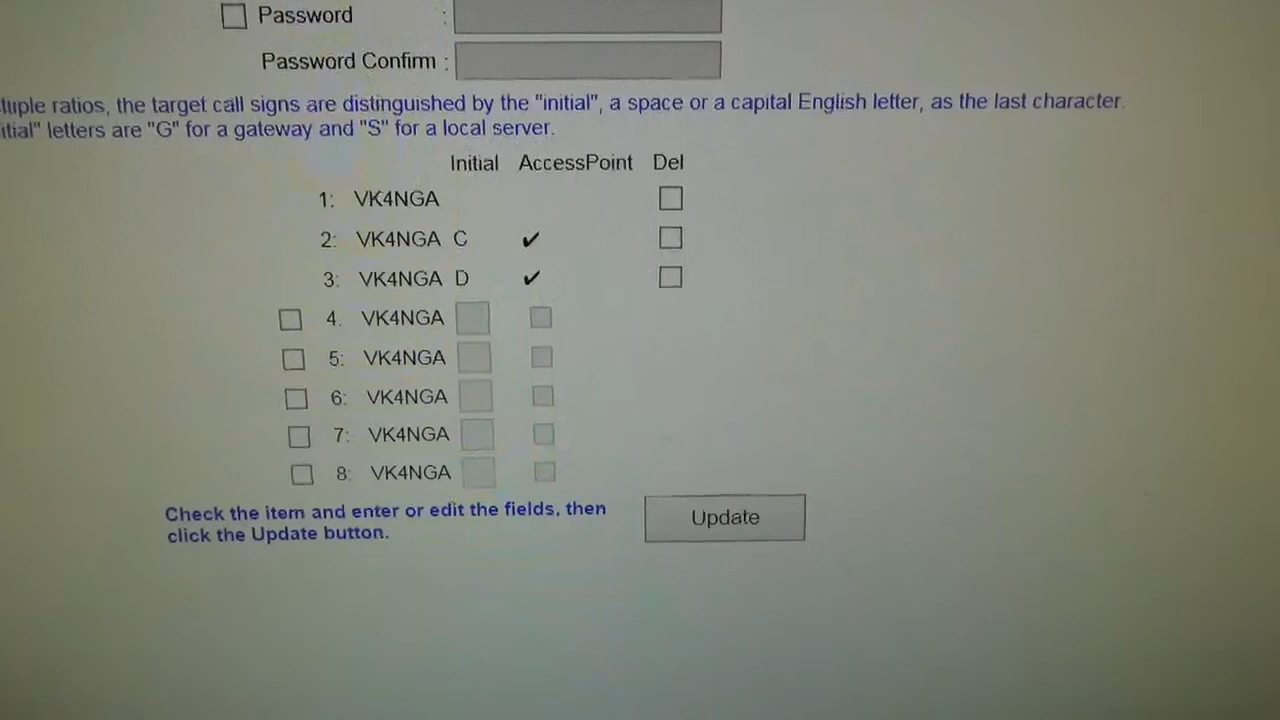 Password :
Password Confirm :
ratios, the target call signs are distinguished by the "initial", a space or a capital English letter, as the last character.
letters are "G" for a gateway and "S" for a local server.
Initial AccessPoint Del
1: VK4NGA
2: VK4NGA C ✔
3: VK4NGA D ✔
4. VK4NGA
5: VK4NGA
6: VK4NGA
7: VK4NGA
8: VK4NGA
Check the item and enter or edit the fields, then
click the Update button.
Update